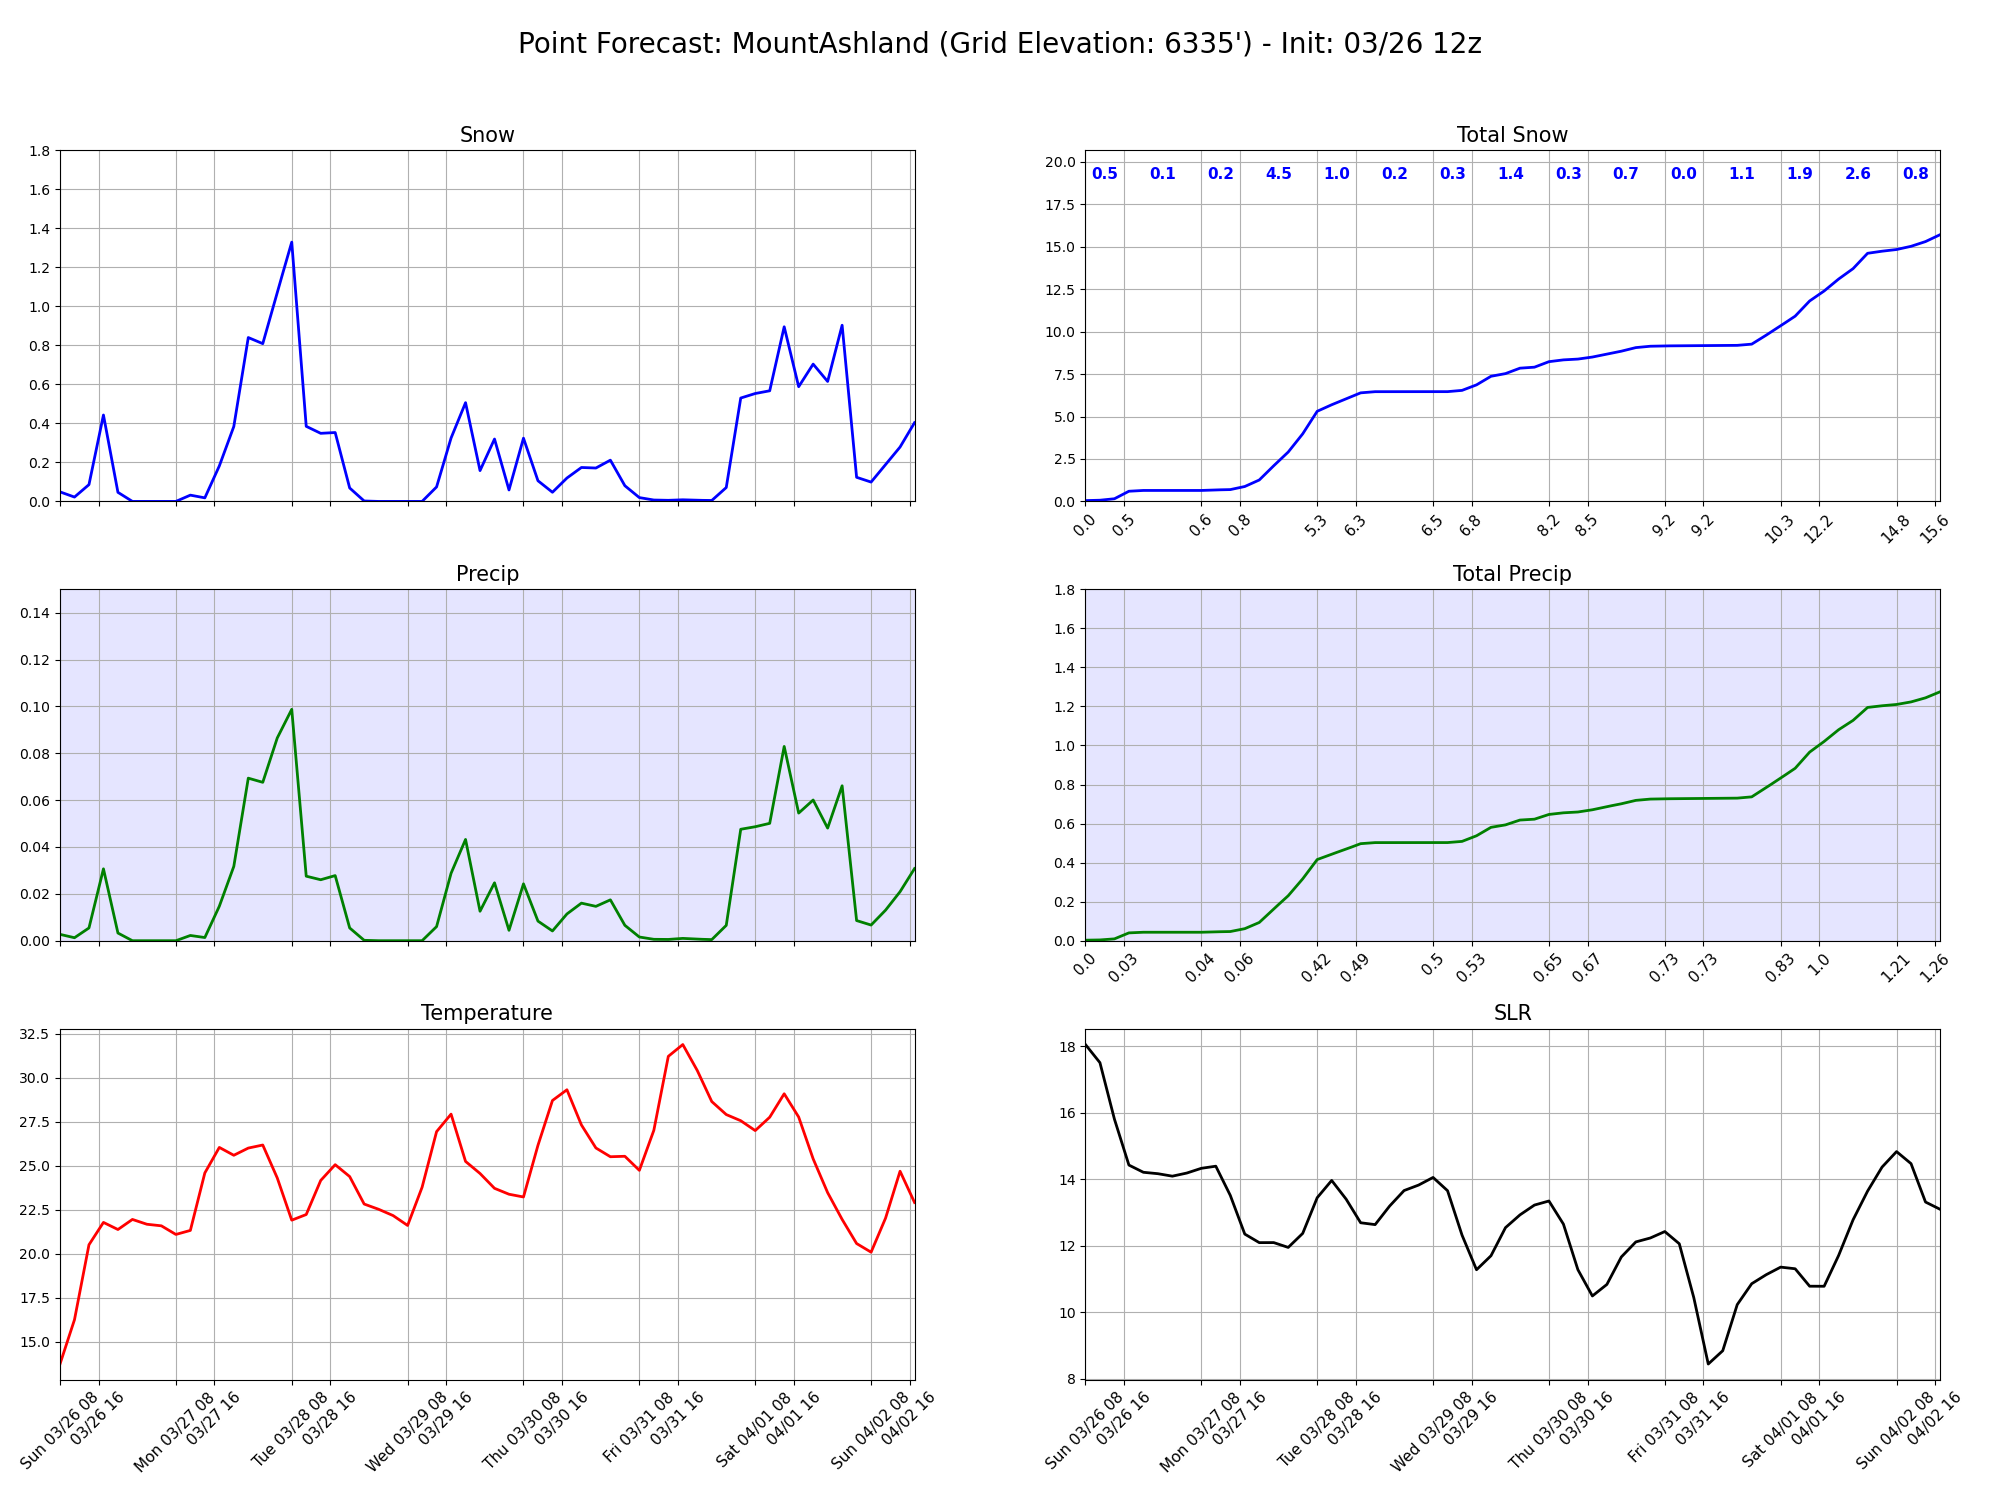 Point Forecast: MountAshland (Grid Elevation: 6335') - Init: 03/26 12z
Snow
1.8
1.6
1.4
1.2
1.0
0.8
0.6
0.4
0.2
0.0
Total Snow
0.5 0.1 0.2 4.5 1.0 0.2 0.3 1.4 0.3 0.7 0.0 1.1 1.9 2.6 0.8
20.0
17.5
15.0
12.5
10.0
7.5
5.0
2.5
0.0
0.0 0.5 0.6 0.8 5.3 6.3 6.5 6.8 8.2 8.5 9.2 9.2 10.3 12.2 14.8 15.6
Precip
0.14
0.12
0.10
0.08
0.06
0.04
0.02
0.00
Total Precip
1.8
1.6
1.4
1.2
1.0
0.8
0.6
0.4
0.2
0.0
0.0 0.03 0.04 0.06 0.42 0.49 0.5 0.53 0.65 0.67 0.73 0.73 0.83 1.0 1.21 1.26
Temperature
32.5
30.0
27.5
25.0
22.5
20.0
17.5
15.0
Sun 03/26 08
03/26 16
Mon 03/27 08
03/27 16
Tue 03/28 08
03/28 16
Wed 03/29 08
03/29 16
Thu 03/30 08
03/30 16
Fri 03/31 08
03/31 16
Sat 04/01 08
04/01 16
Sun 04/02 08
04/02 16
SLR
18
16
14
12
10
8
Sun 03/26 08
03/26 16
Mon 03/27 08
03/27 16
Tue 03/28 08
03/28 16
Wed 03/29 08
03/29 16
Thu 03/30 08
03/30 16
Fri 03/31 08
03/31 16
Sat 04/01 08
04/01 16
Sun 04/02 08
04/02 16